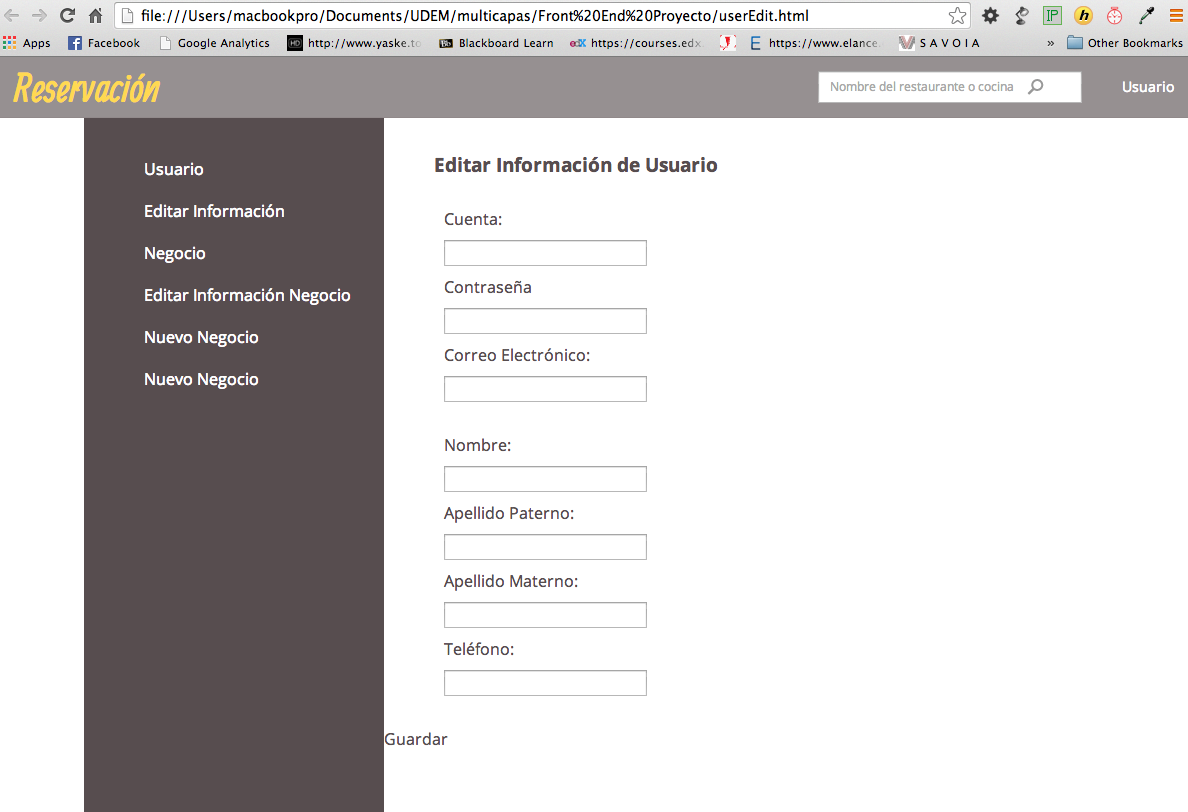 file:///Users/macbookpro/Documents/UDEM/multicapas/Front%20End%20Proyecto/userEdit.html
Apps Facebook Google Analytics http://www.yaske.to Blackboard Learn edX https://courses.edx https://www.elance. S A V O I A » Other Bookmarks
Reservación
Nombre del restaurante o cocina
Usuario
Usuario
Editar Información
Negocio
Editar Información Negocio
Nuevo Negocio
Nuevo Negocio
Editar Información de Usuario
Cuenta:
Contraseña
Correo Electrónico:
Nombre:
Apellido Paterno:
Apellido Materno:
Teléfono:
Guardar